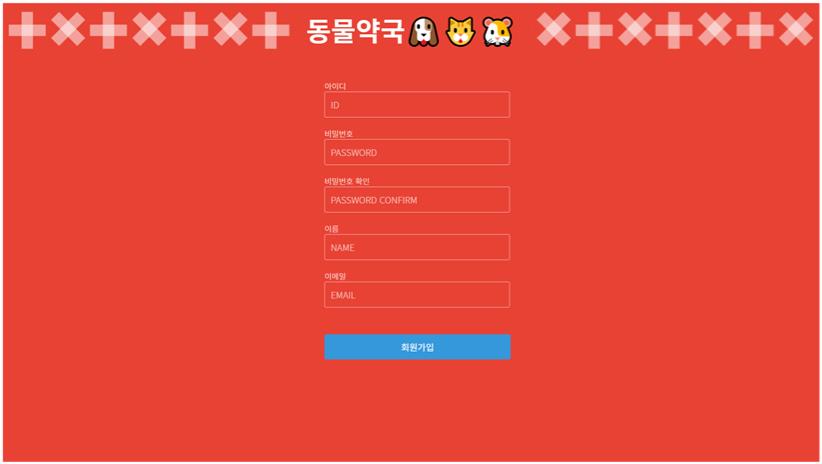 동물약국
아이디
ID
비밀번호
PASSWORD
비밀번호 확인
PASSWORD CONFIRM
이름
NAME
이메일
EMAIL
회원가입